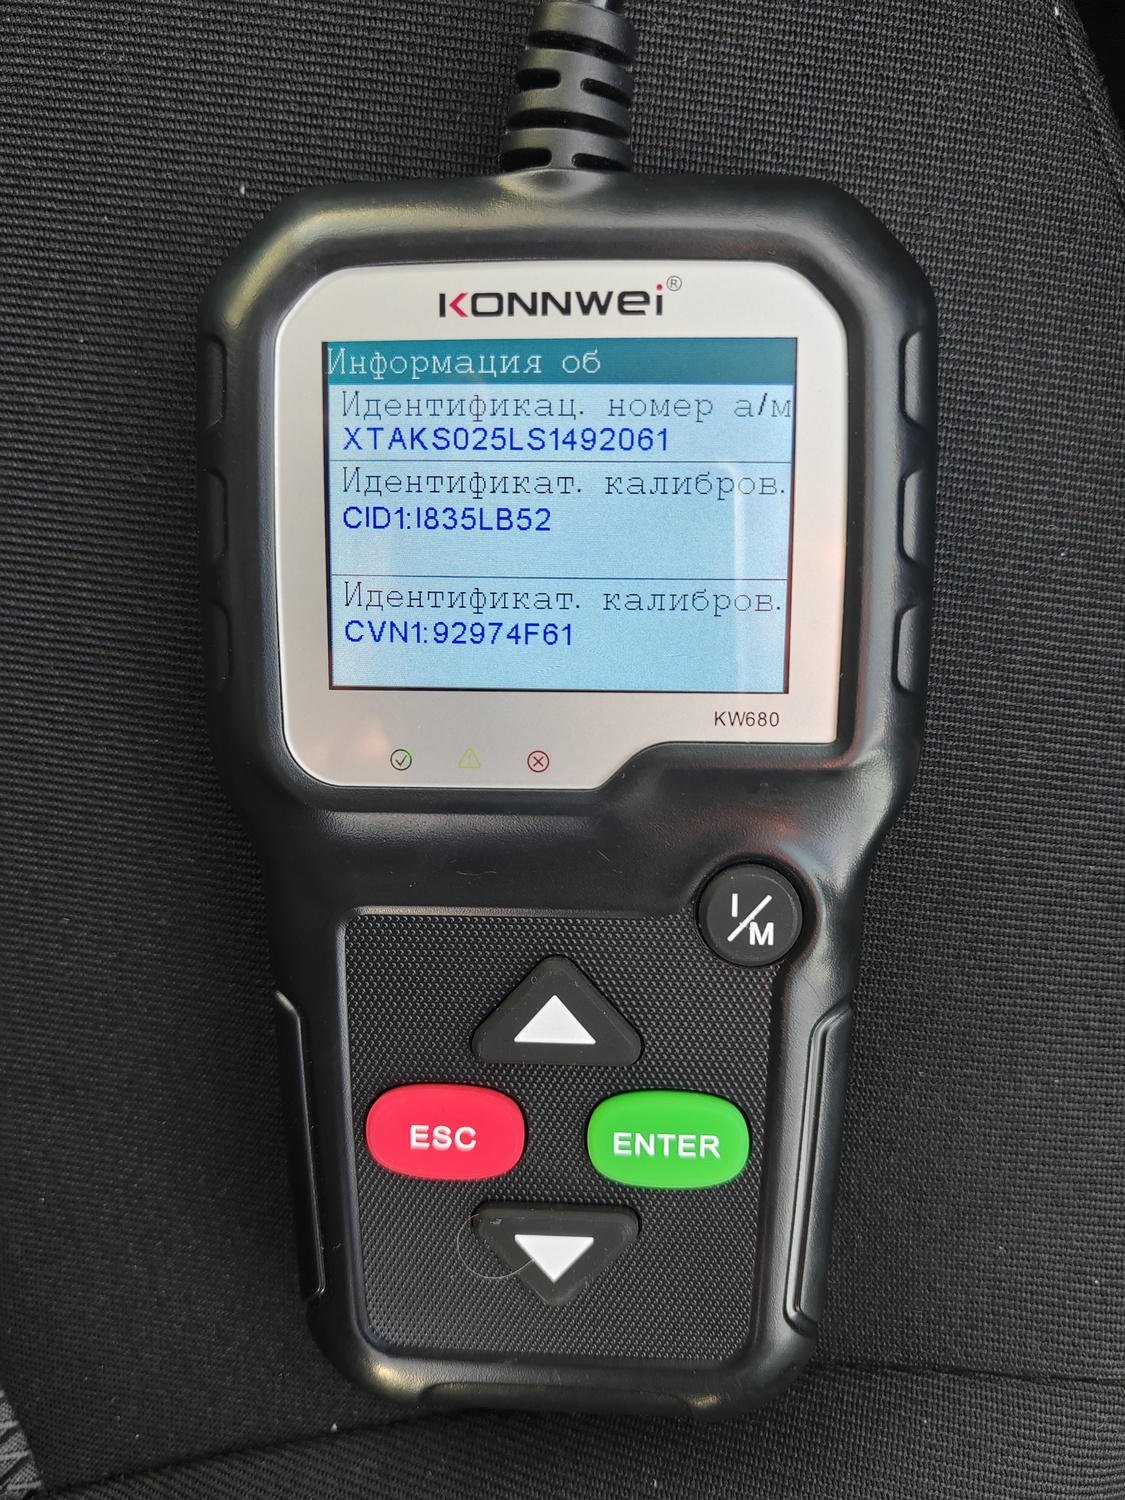 KONNWEI®
Информация об
Идентификац. номер а/м
XTAKS025LS1492061
Идентификат. калибров.
CID1:I835LB52
Идентификат. калибров.
CVN1:92974F61
KW680
I/M
ESC
ENTER